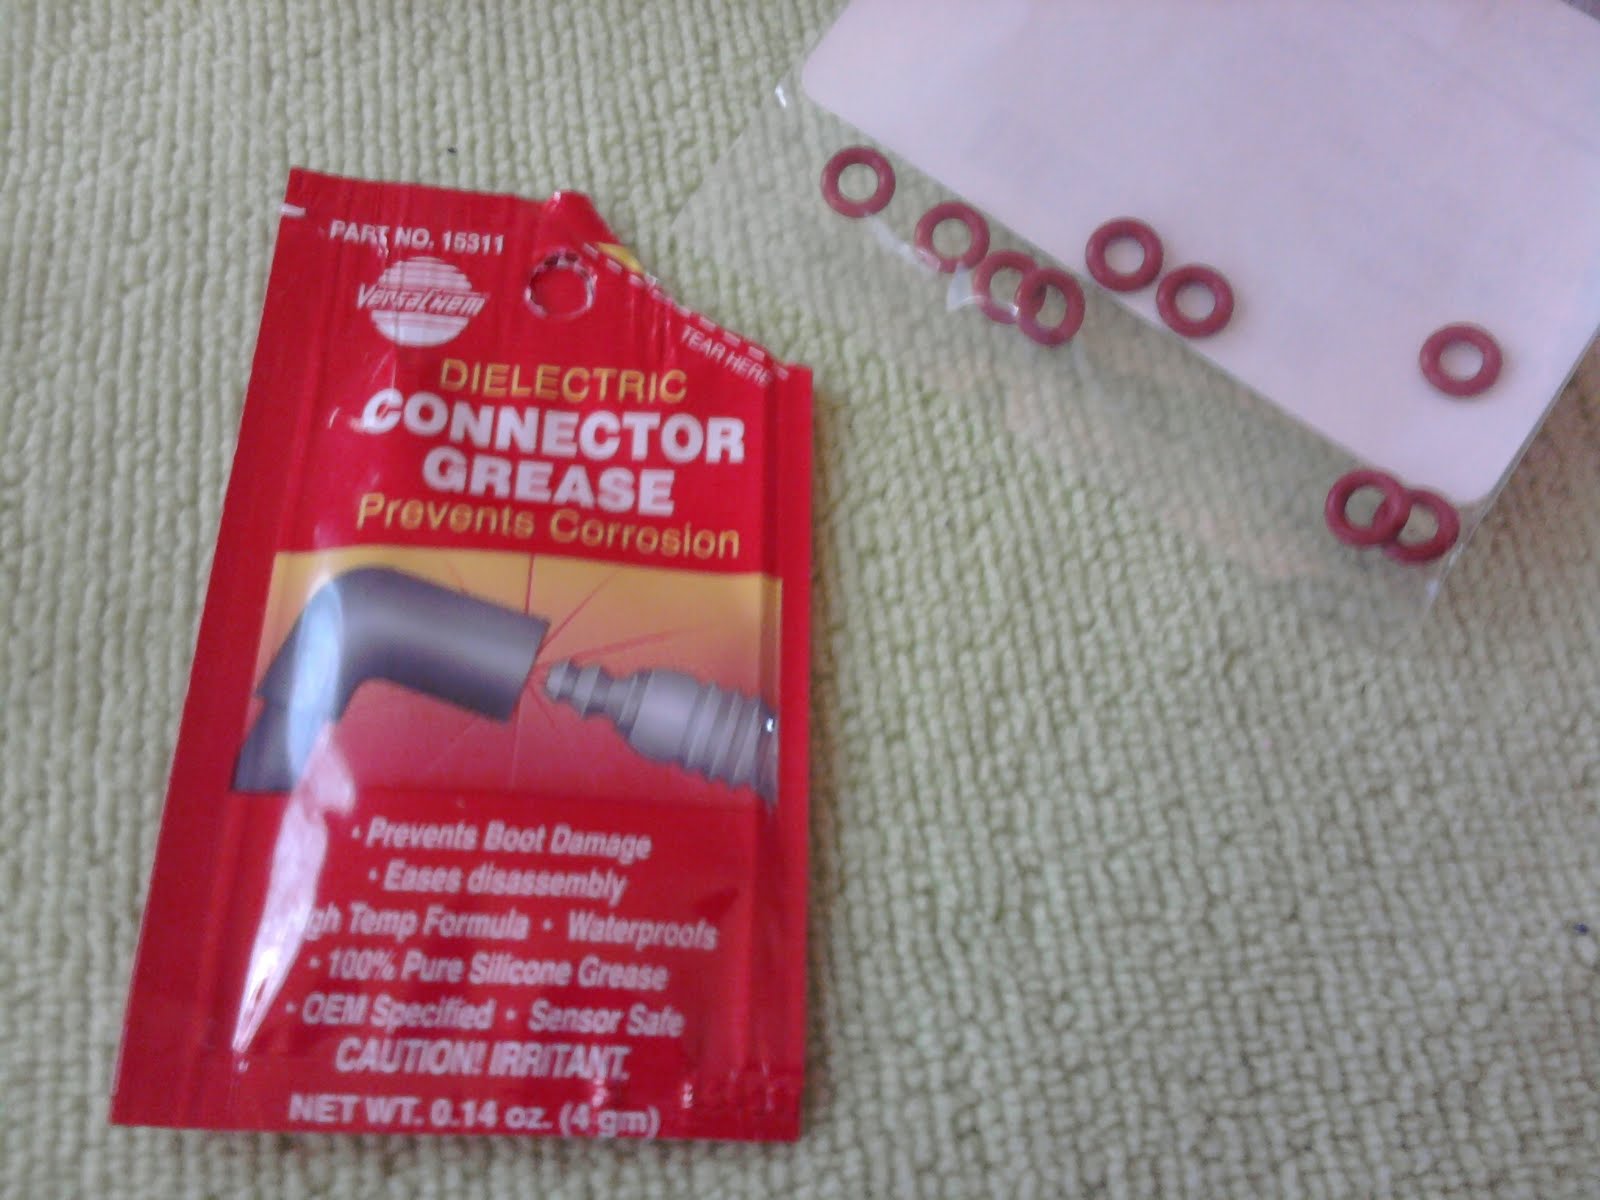 PART NO. 15311
VERSACHEM
TEAR HERE
DIELECTRIC
CONNECTOR
GREASE
Prevents Corrosion
• Prevents Boot Damage
• Eases disassembly
Temp Formula • Waterproofs
• 100% Pure Silicone Grease
• OEM Specified • Sensor Safe
CAUTION! IRRITANT.
NET WT. 0.14 oz. (4 gm)